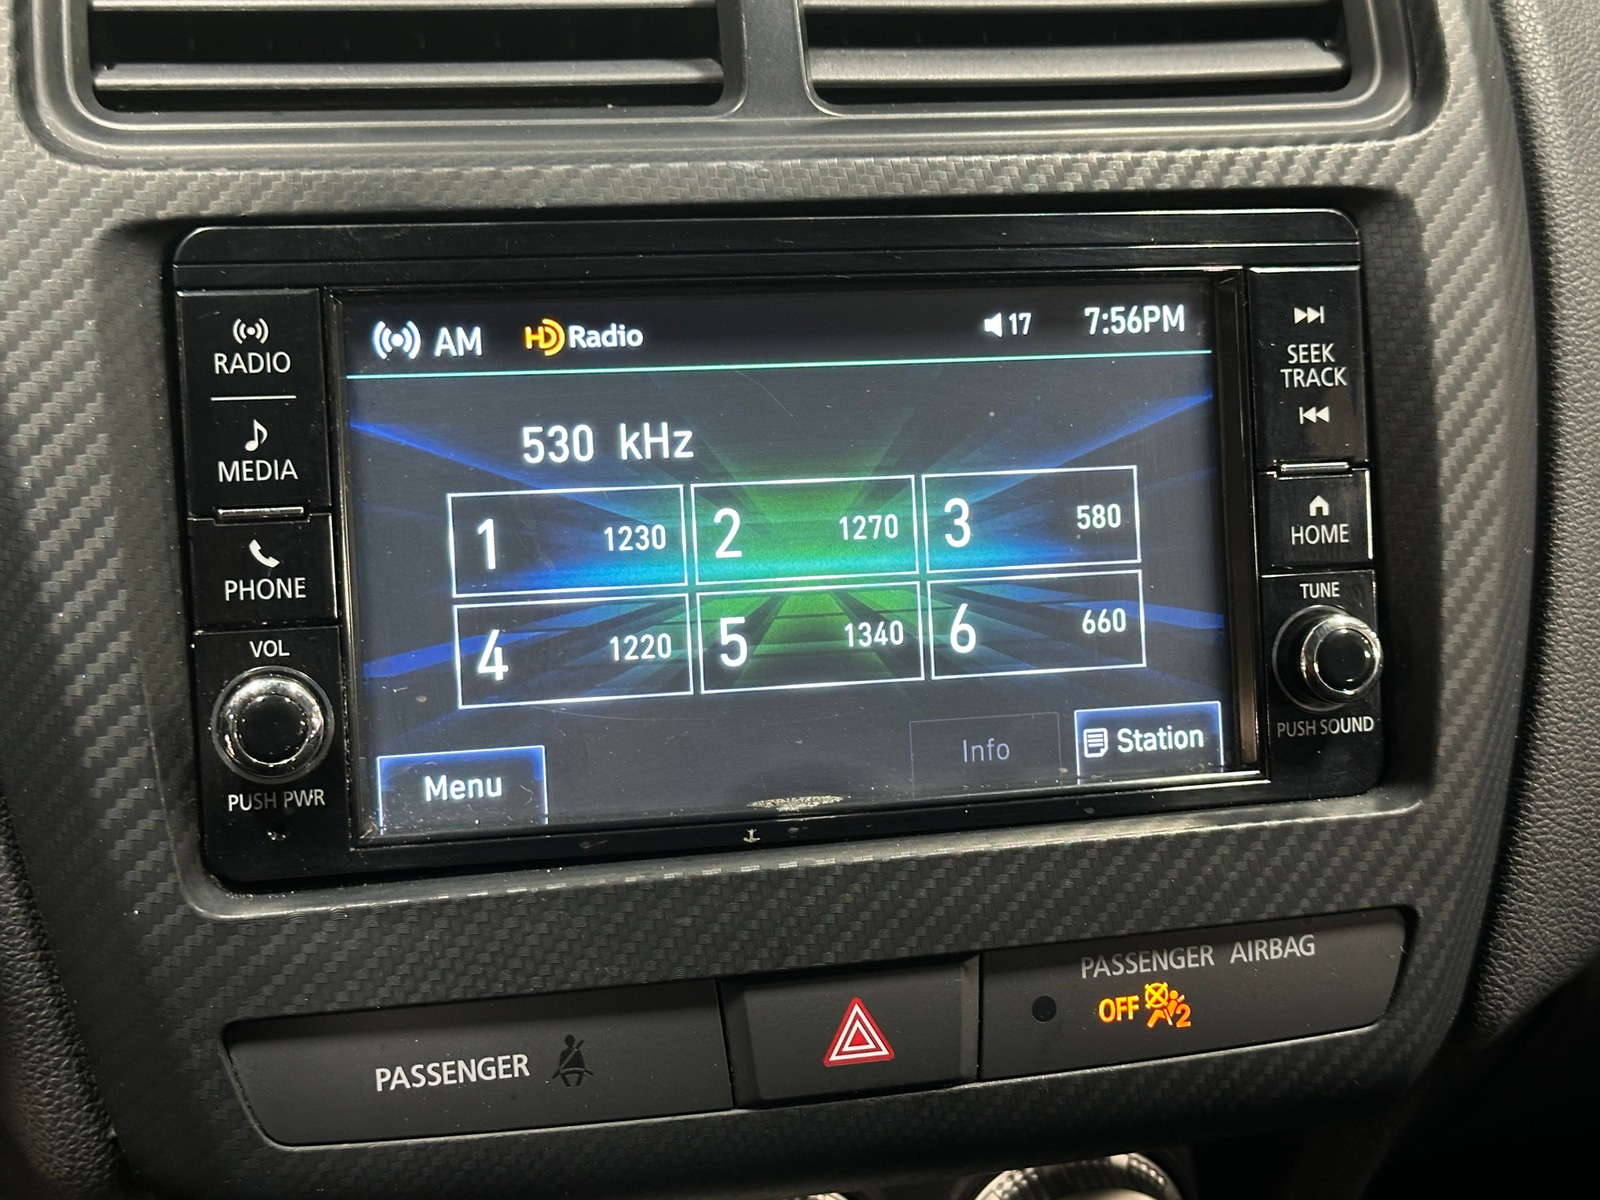 RADIO
MEDIA
PHONE
VOL
PUSH PWR
AM HD Radio 17 7:56PM
530 kHz
1 1230 2 1270 3 580
4 1220 5 1340 6 660
Menu Info Station
SEEK
TRACK
HOME
TUNE
PUSH SOUND
PASSENGER
PASSENGER AIRBAG
OFF 2